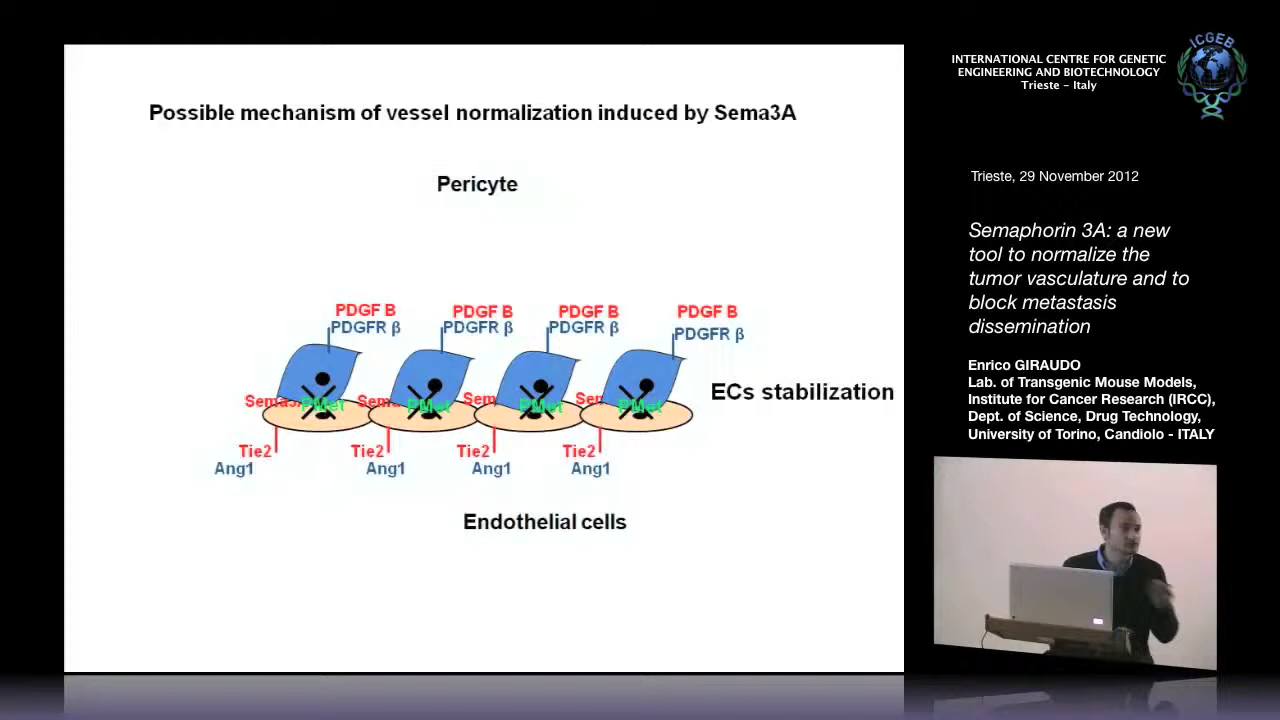 Possible mechanism of vessel normalization induced by Sema3A
Pericyte
PDGF B PDGF B PDGF B PDGF B
PDGFR β PDGFR β PDGFR β PDGFR β
PMet PMet PMet PMet
ECs stabilization
Tie2 Tie2 Tie2 Tie2
Ang1 Ang1 Ang1 Ang1
Endothelial cells
INTERNATIONAL CENTRE FOR GENETIC
ENGINEERING AND BIOTECHNOLOGY
Trieste - Italy
ICGEB
Trieste, 29 November 2012
Semaphorin 3A: a new
tool to normalize the
tumor vasculature and to
block metastasis
dissemination
Enrico GIRAUDO
Lab. of Transgenic Mouse Models,
Institute for Cancer Research (IRCC),
Dept. of Science, Drug Technology,
University of Torino, Candiolo - ITALY